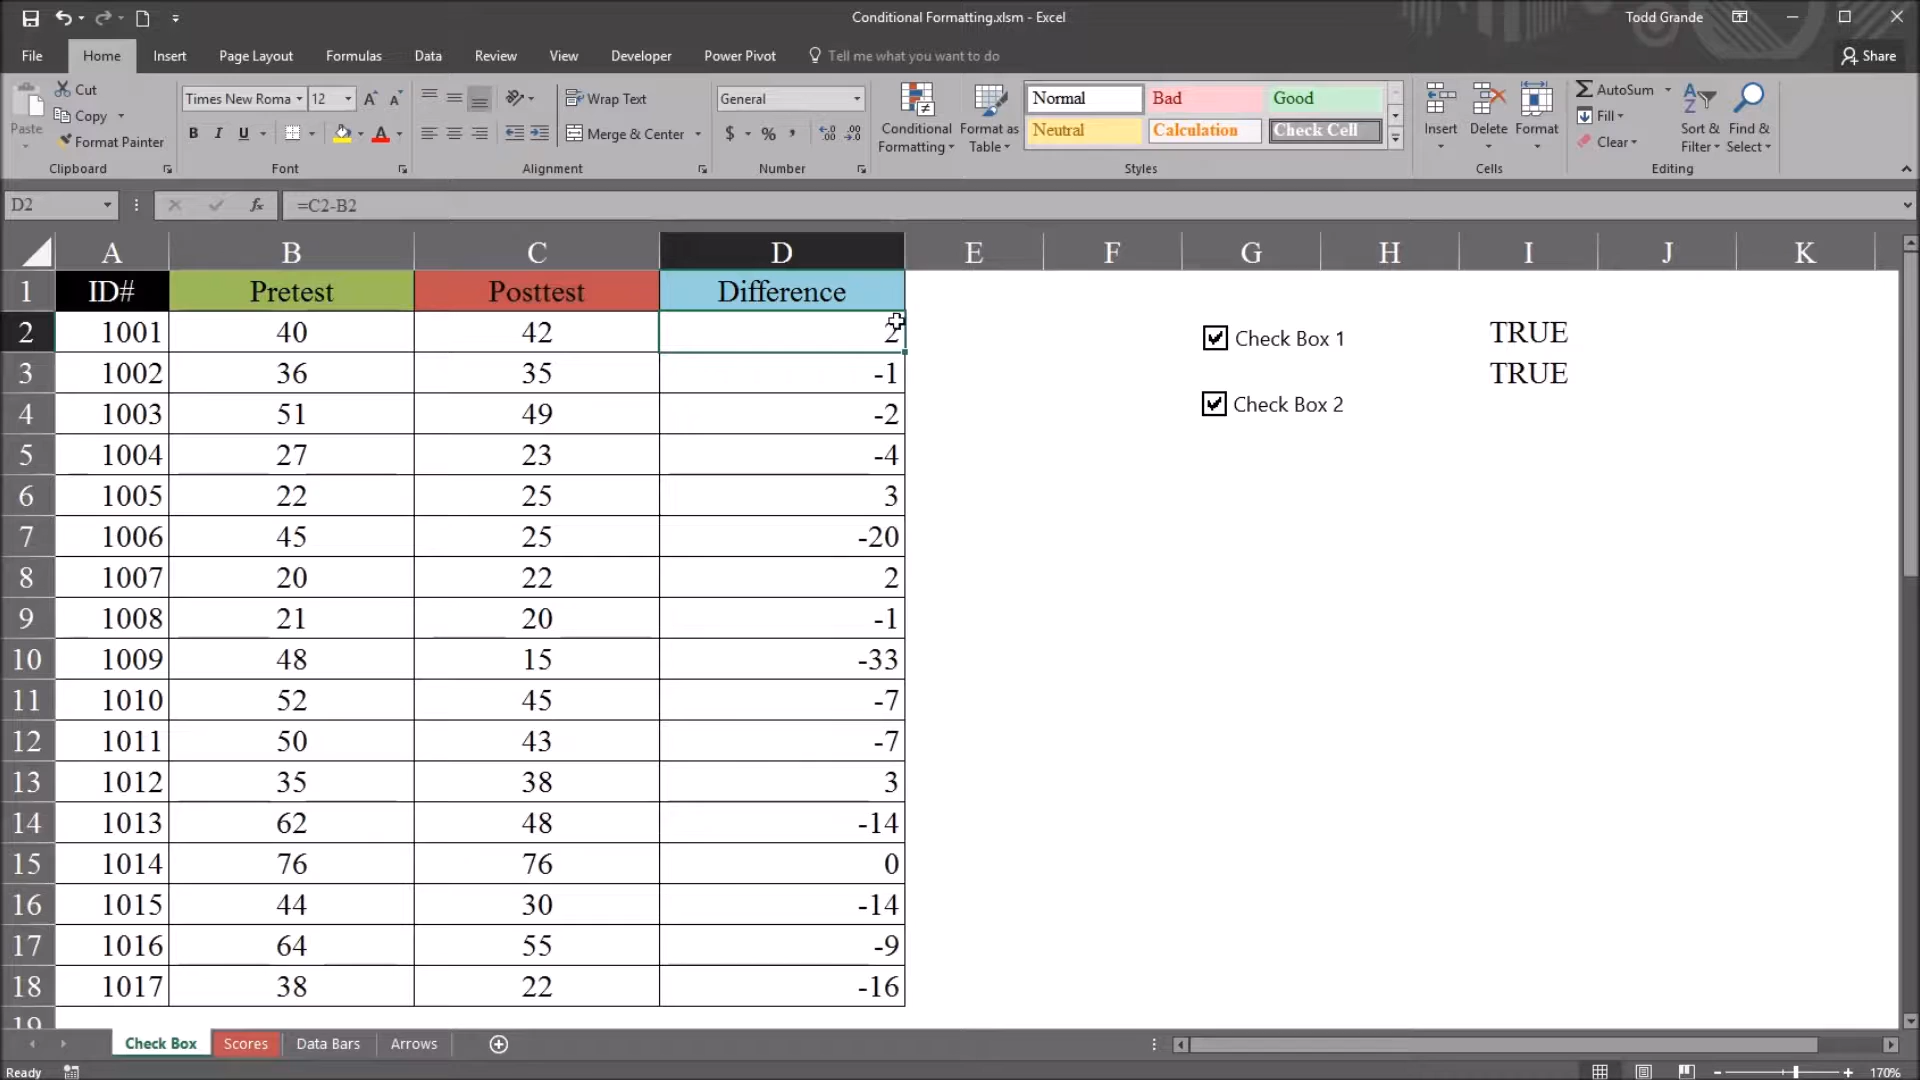 Conditional Formatting.xlsm - Excel
Todd Grande
File Home Insert Page Layout Formulas Data Review View Developer Power Pivot Tell me what you want to do Share
Paste
Cut
Copy
Format Painter
Clipboard
Times New Roma 12
B I U
Font
Wrap Text
Merge & Center
Alignment
General
$ % ,
Number
Conditional Formatting
Format as Table
Normal Bad Good
Neutral Calculation Check Cell
Styles
Insert Delete Format
Cells
AutoSum
Fill
Clear
Sort & Filter
Find & Select
Editing
D2 fx =C2-B2
A B C D E F G H I J K
1 ID# Pretest Posttest Difference
2 1001 40 42 2 Check Box 1 TRUE
3 1002 36 35 -1 TRUE
4 1003 51 49 -2 Check Box 2
5 1004 27 23 -4
6 1005 22 25 3
7 1006 45 25 -20
8 1007 20 22 2
9 1008 21 20 -1
10 1009 48 15 -33
11 1010 52 45 -7
12 1011 50 43 -7
13 1012 35 38 3
14 1013 62 48 -14
15 1014 76 76 0
16 1015 44 30 -14
17 1016 64 55 -9
18 1017 38 22 -16
19
Check Box Scores Data Bars Arrows
Ready 170%